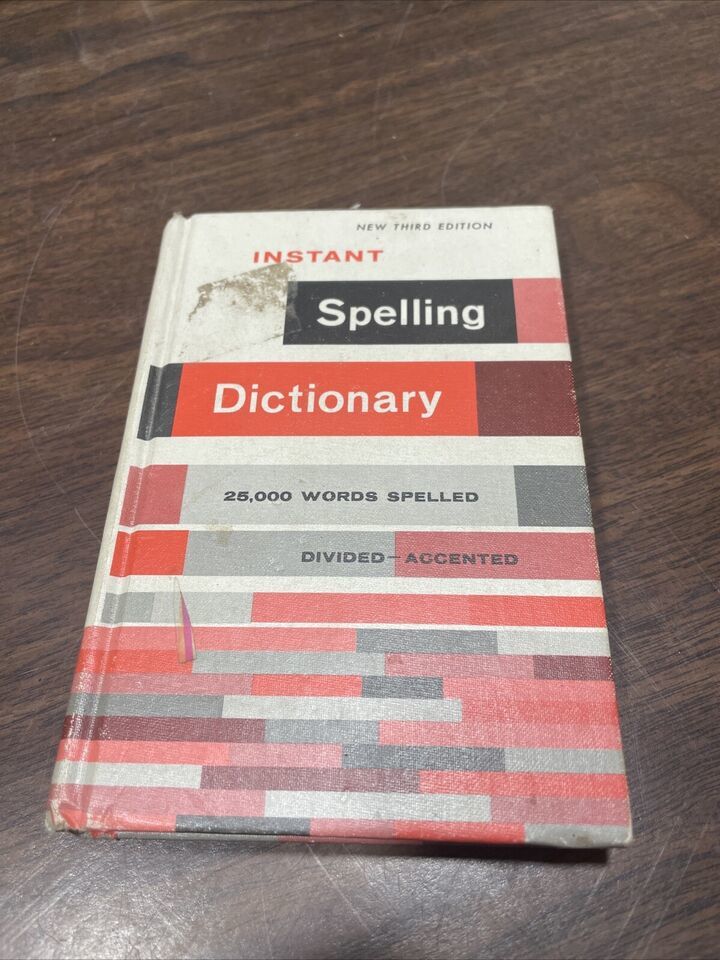 NEW THIRD EDITION
INSTANT
Spelling
Dictionary
25,000 WORDS SPELLED
DIVIDED—ACCENTED